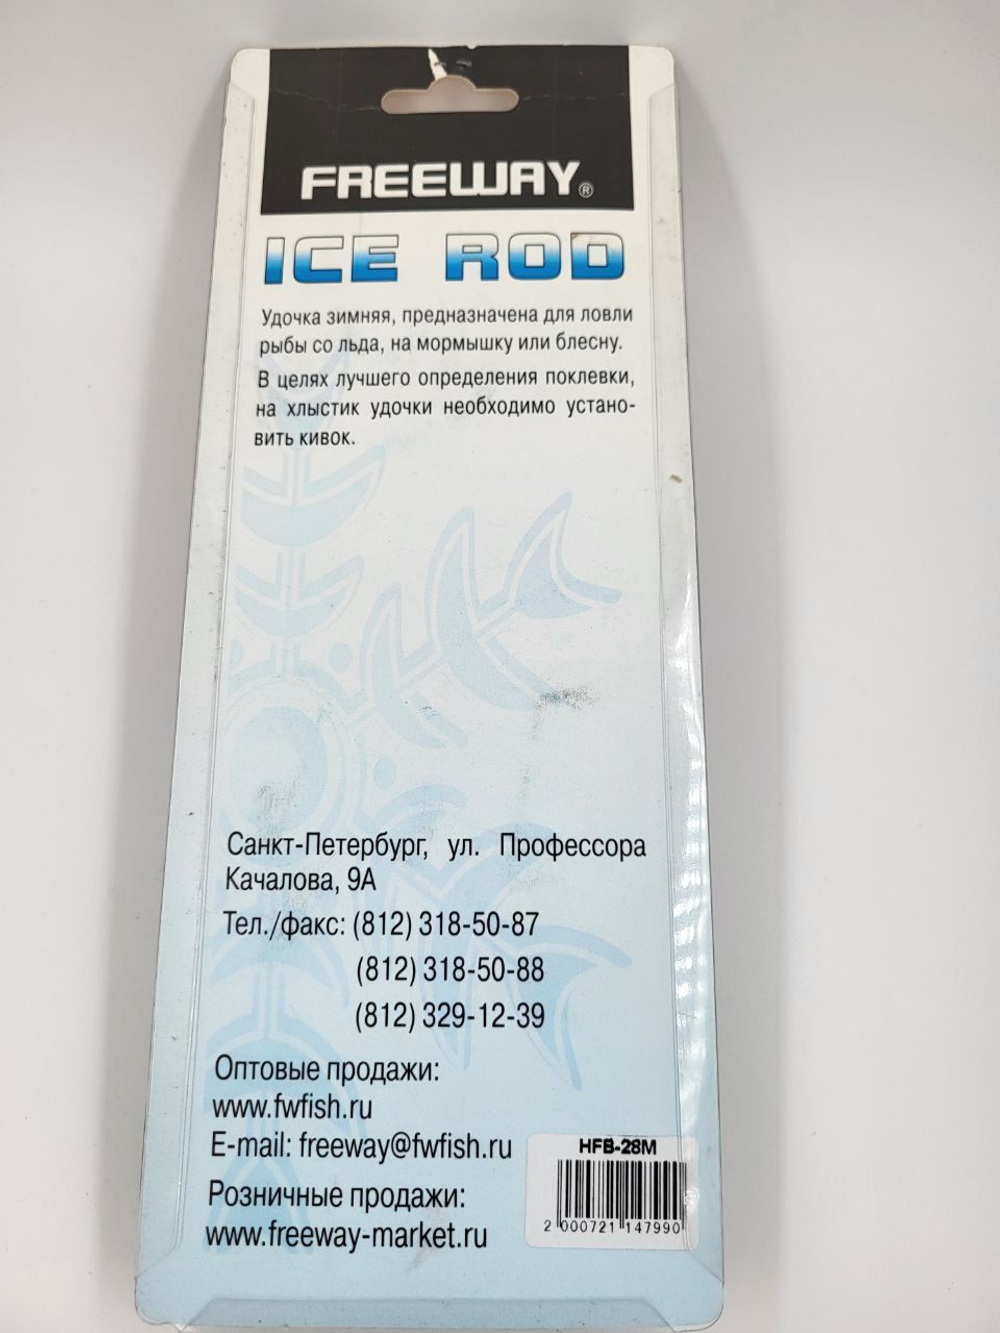 FREEWAY®
ICE ROD
Удочка зимняя, предназначена для ловли
рыбы со льда, на мормышку или блесну.
В целях лучшего определения поклевки,
на хлыстик удочки необходимо устано-
вить кивок.
Санкт-Петербург, ул. Профессора
Качалова, 9А
Тел./факс: (812) 318-50-87
(812) 318-50-88
(812) 329-12-39
Оптовые продажи:
www.fwfish.ru
E-mail: freeway@fwfish.ru
Розничные продажи:
www.freeway-market.ru
HFB-28M
2 000721 147990